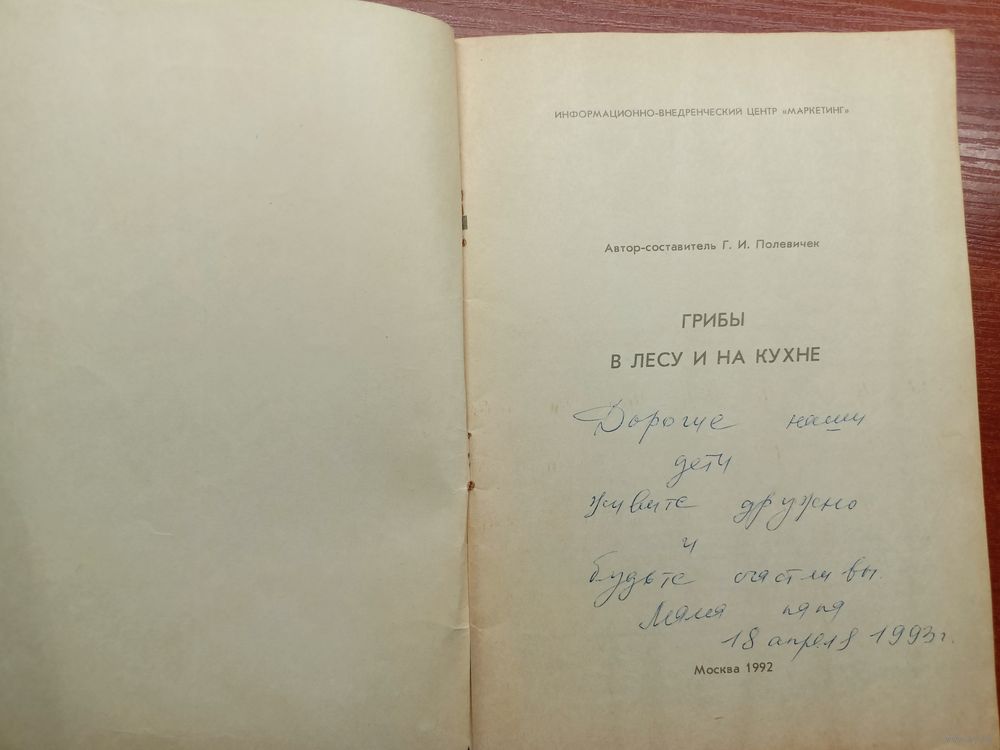 ИНФОРМАЦИОННО-ВНЕДРЕНЧЕСКИЙ ЦЕНТР «МАРКЕТИНГ»
Автор-составитель Г. И. Полевичек
ГРИБЫ
В ЛЕСУ И НА КУХНЕ
Дорогие наши
дети
живите дружно
и
будьте счастливы.
Мама папа
18 апреля 1993г.
Москва 1992